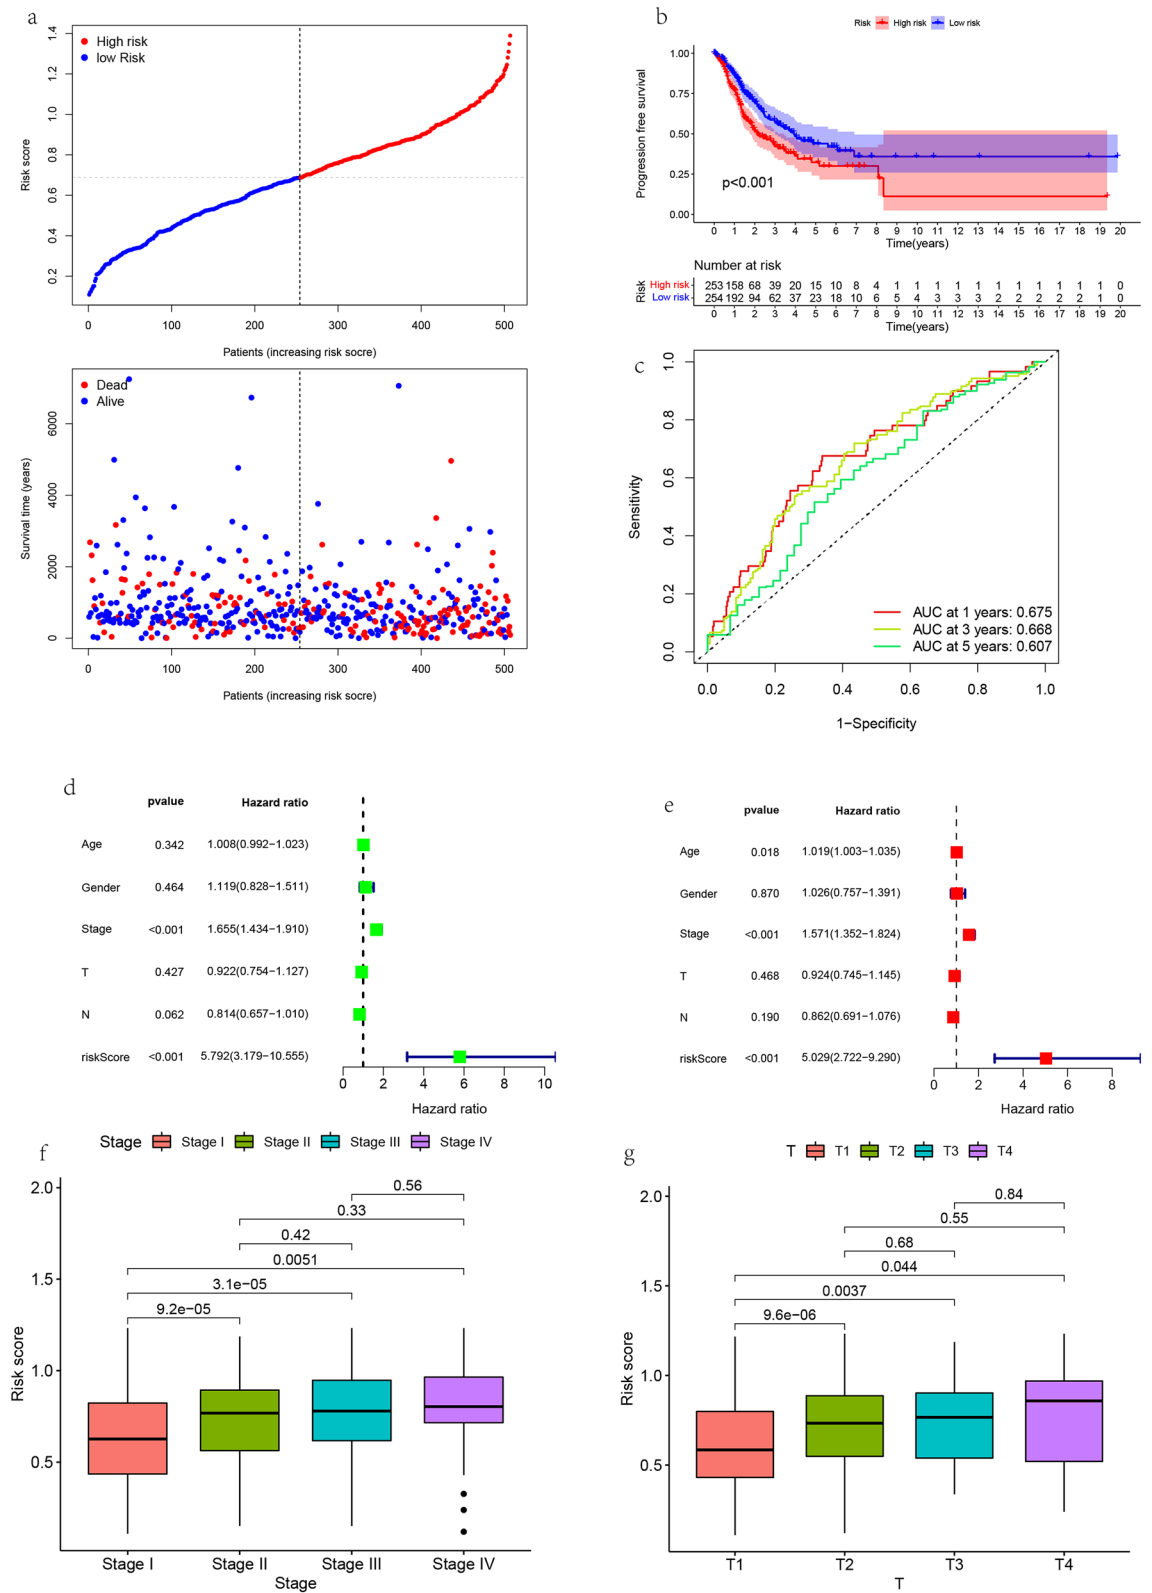 a
High risk
low Risk
Risk score
0.2 0.4 0.6 0.8 1.0 1.2 1.4
0 100 200 300 400 500
Patients (increasing risk socre)
Dead
Alive
Survival time (years)
0 2000 4000 6000
0 100 200 300 400 500
Patients (increasing risk socre)
b
Risk High risk Low risk
Progression free survival
1.00
0.75
0.50
0.25
0.00
p<0.001
0 1 2 3 4 5 6 7 8 9 10 11 12 13 14 15 16 17 18 19 20
Time(years)
Number at risk
Risk
High risk 253 158 68 39 20 15 10 8 4 1 1 1 1 1 1 1 1 1 1 1 0
Low risk 254 192 94 62 37 23 18 10 6 5 4 3 3 3 2 2 2 2 2 1 0
0 1 2 3 4 5 6 7 8 9 10 11 12 13 14 15 16 17 18 19 20
Time(years)
c
Sensitivity
0.0 0.2 0.4 0.6 0.8 1.0
AUC at 1 years: 0.675
AUC at 3 years: 0.668
AUC at 5 years: 0.607
0.0 0.2 0.4 0.6 0.8 1.0
1−Specificity
d
pvalue Hazard ratio
Age 0.342 1.008(0.992−1.023)
Gender 0.464 1.119(0.828−1.511)
Stage <0.001 1.655(1.434−1.910)
T 0.427 0.922(0.754−1.127)
N 0.062 0.814(0.657−1.010)
riskScore <0.001 5.792(3.179−10.555)
0 2 4 6 8 10
Hazard ratio
e
pvalue Hazard ratio
Age 0.018 1.019(1.003−1.035)
Gender 0.870 1.026(0.757−1.391)
Stage <0.001 1.571(1.352−1.824)
T 0.468 0.924(0.745−1.145)
N 0.190 0.862(0.691−1.076)
riskScore <0.001 5.029(2.722−9.290)
0 2 4 6 8
Hazard ratio
f
Stage Stage I Stage II Stage III Stage IV
Risk score
2.0
1.5
1.0
0.5
0.56
0.33
0.42
0.0051
3.1e−05
9.2e−05
Stage I Stage II Stage III Stage IV
Stage
g
T T1 T2 T3 T4
Risk score
2.0
1.5
1.0
0.5
0.84
0.55
0.68
0.044
0.0037
9.6e−06
T1 T2 T3 T4
T